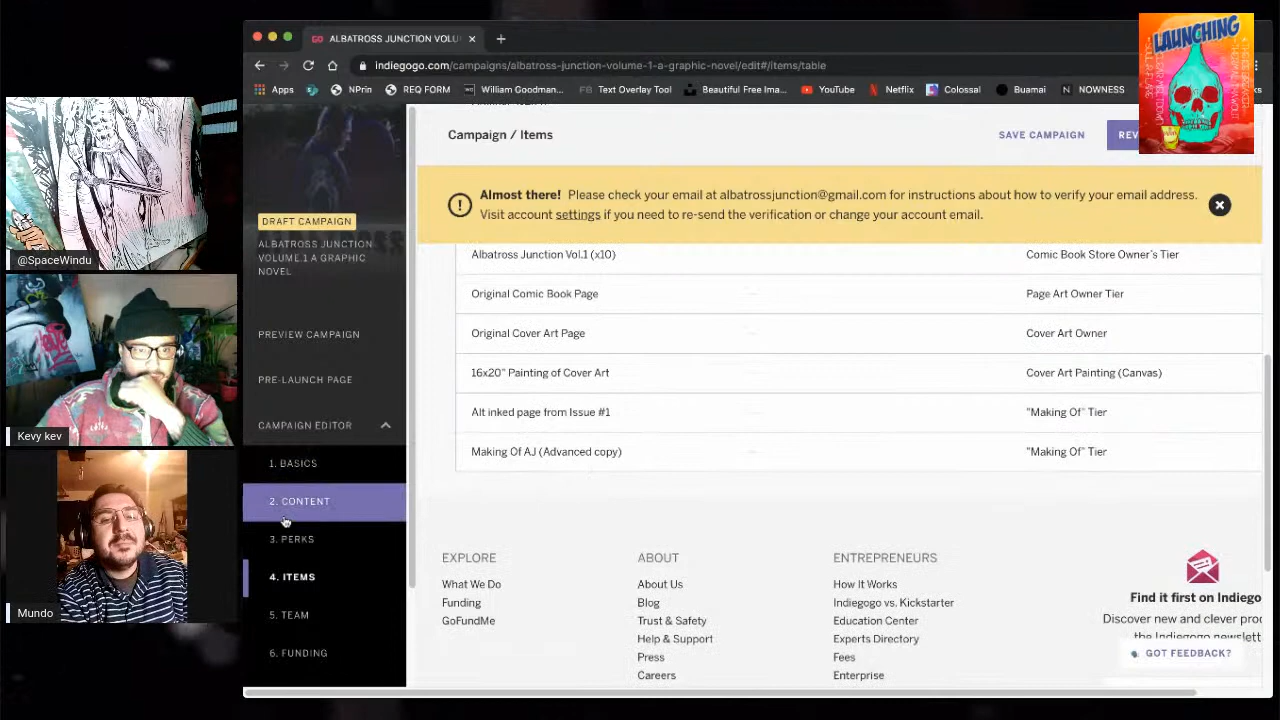 ALBATROSS JUNCTION VOLU
indiegogo.com/campaigns/albatross-junction-volume-1-a-graphic-novel/edit#/items/table
Apps
NPrin
REQ FORM
William Goodman...
FB Text Overlay Tool
Beautiful Free Ima...
YouTube
Netflix
Colossal
Buamai
N NOWNESS
LAUNCHING
Campaign / Items
SAVE CAMPAIGN
REV
Almost there! Please check your email at albatrossjunction@gmail.com for instructions about how to verify your email address.
Visit account settings if you need to re-send the verification or change your account email.
DRAFT CAMPAIGN
ALBATROSS JUNCTION
VOLUME.1 A GRAPHIC
NOVEL
PREVIEW CAMPAIGN
PRE-LAUNCH PAGE
CAMPAIGN EDITOR
1. BASICS
2. CONTENT
3. PERKS
4. ITEMS
5. TEAM
6. FUNDING
Albatross Junction Vol.1 (x10)
Comic Book Store Owner's Tier
Original Comic Book Page
Page Art Owner Tier
Original Cover Art Page
Cover Art Owner
16x20" Painting of Cover Art
Cover Art Painting (Canvas)
Alt inked page from Issue #1
"Making Of" Tier
Making Of AJ (Advanced copy)
"Making Of" Tier
EXPLORE
What We Do
Funding
GoFundMe
ABOUT
About Us
Blog
Trust & Safety
Help & Support
Press
Careers
ENTREPRENEURS
How It Works
Indiegogo vs. Kickstarter
Education Center
Experts Directory
Fees
Enterprise
Find it first on Indiego
Discover new and clever proc
the Indiegogo newslett
GOT FEEDBACK?
@SpaceWindu
Kevy kev
Mundo